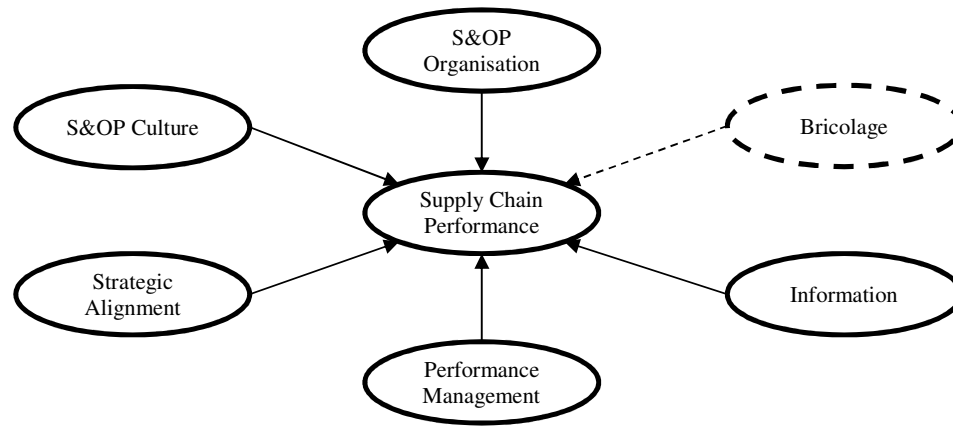 S&OP
Organisation
S&OP Culture
Bricolage
Supply Chain
Performance
Strategic
Alignment
Information
Performance
Management